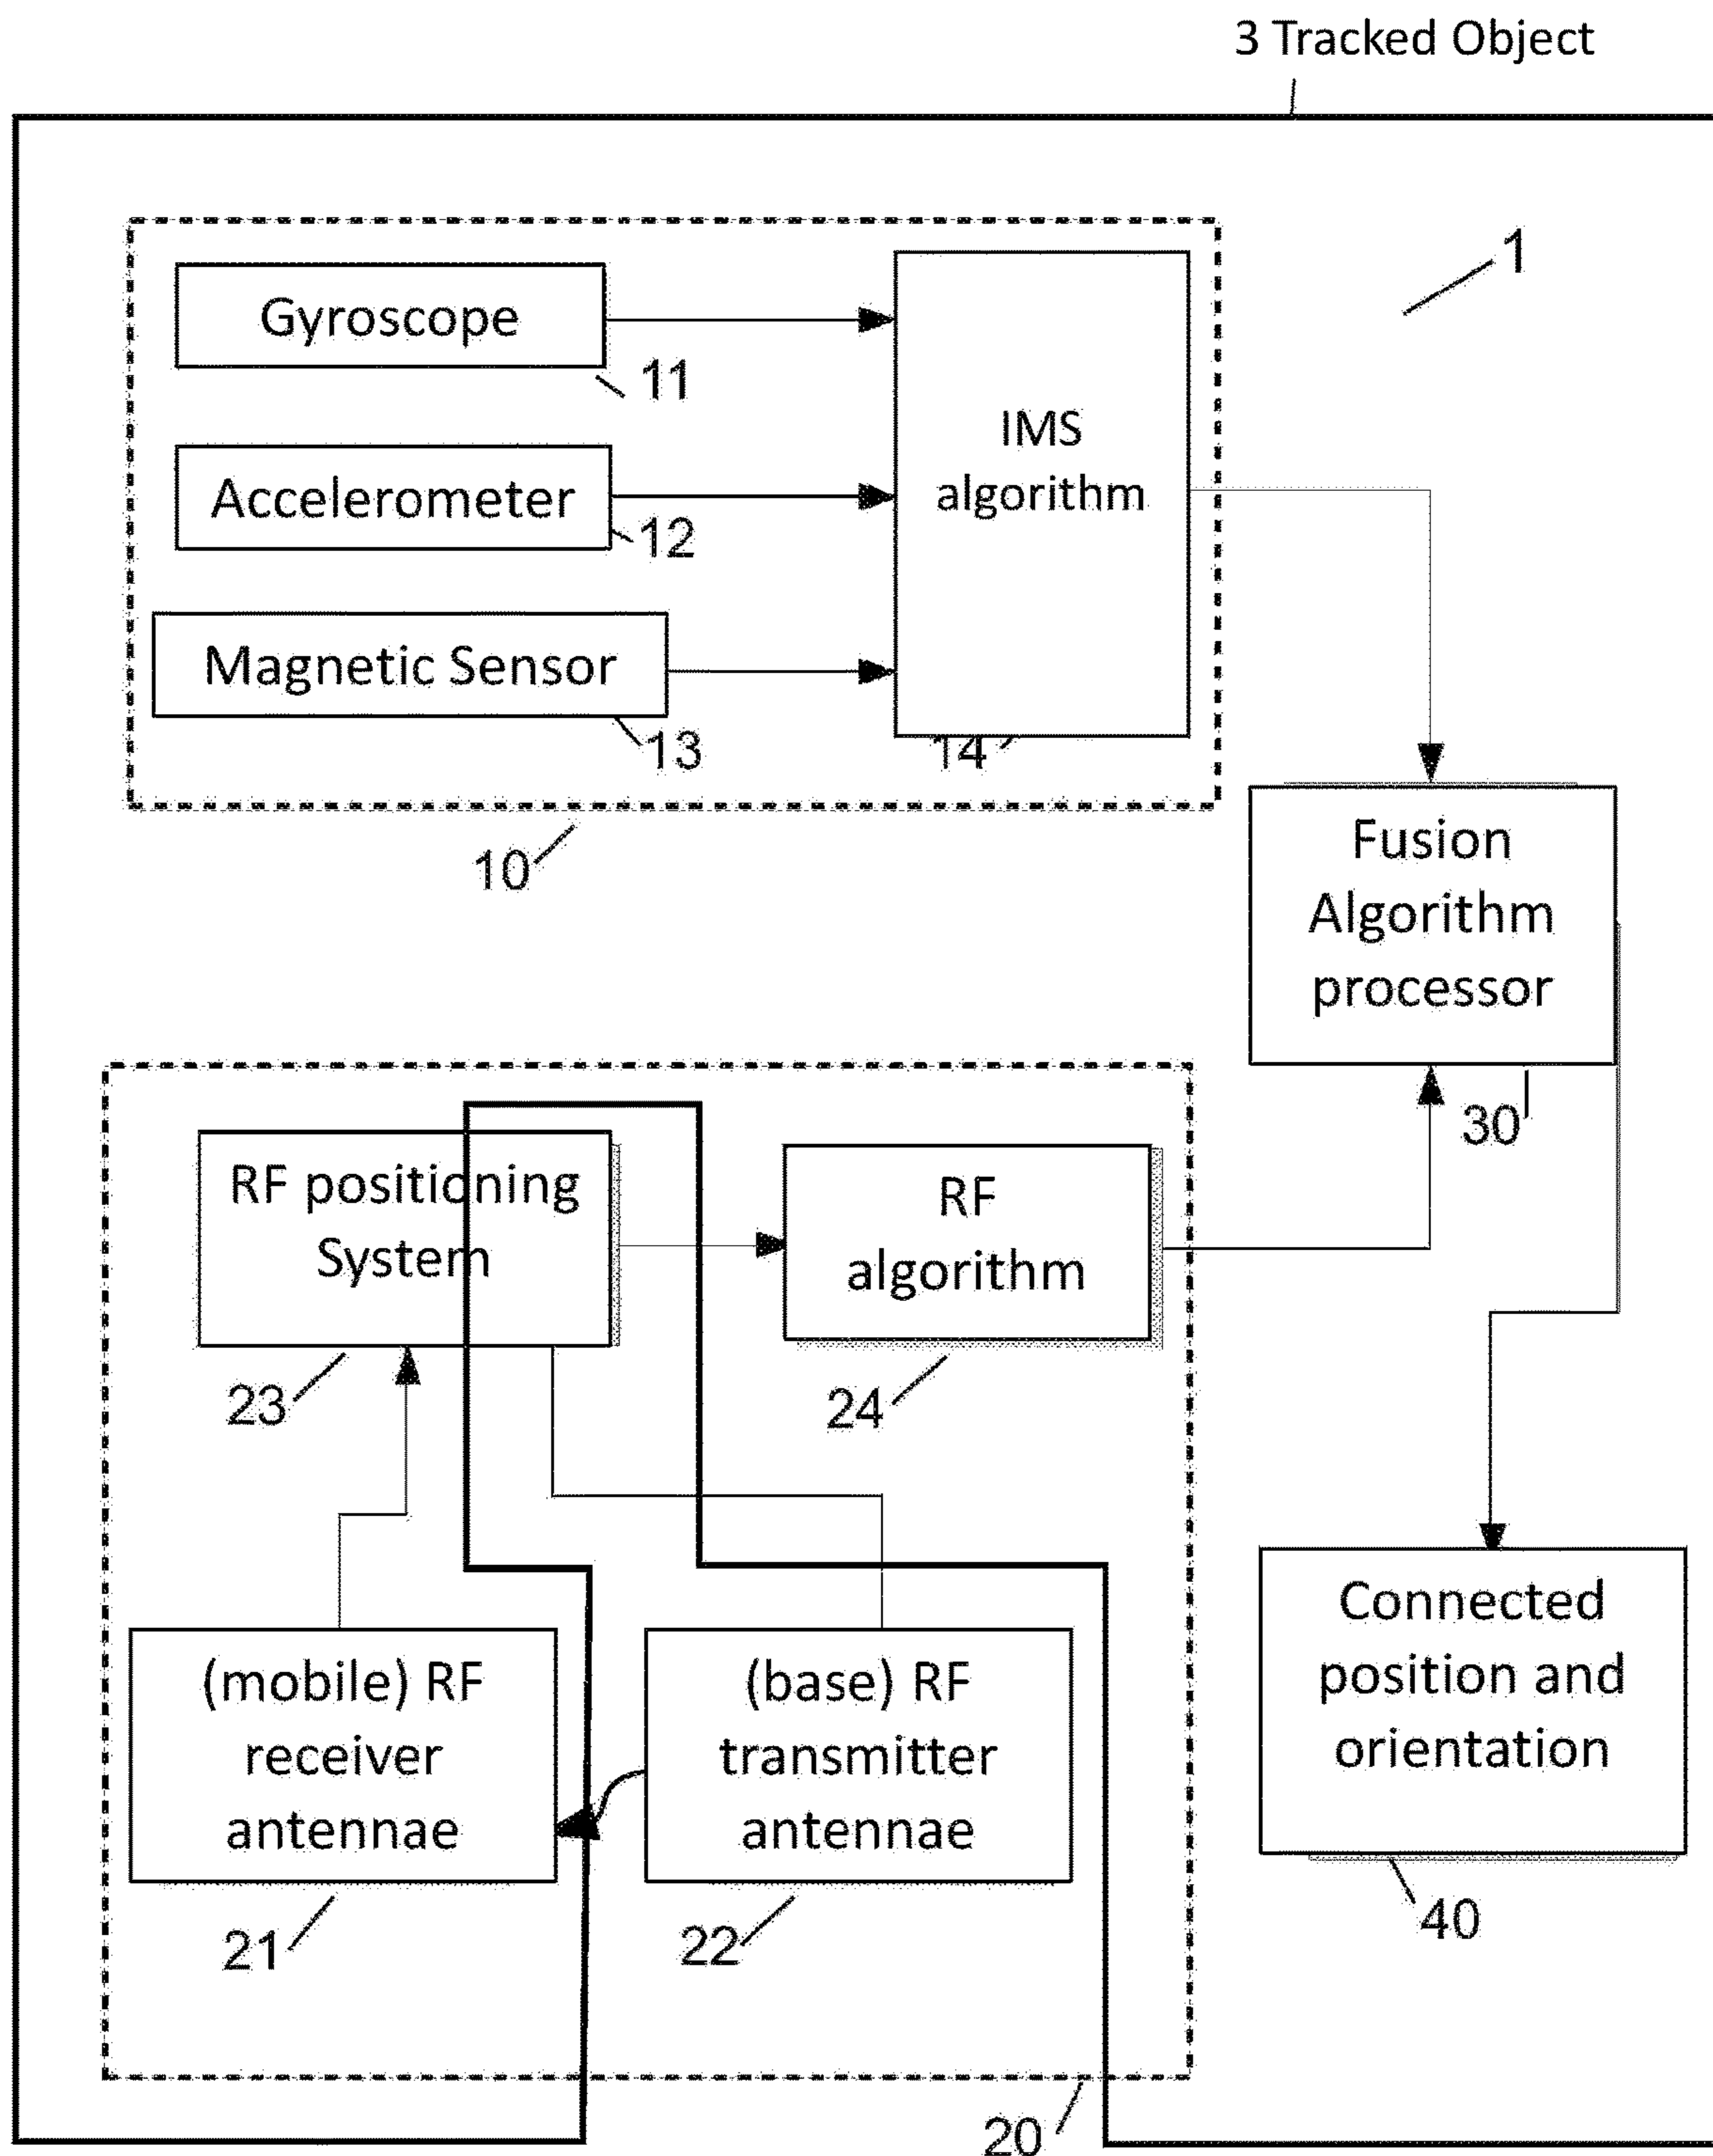 3 Tracked Object
1
Gyroscope
11
Accelerometer
12
Magnetic Sensor
13
IMS
algorithm
14
10
Fusion
Algorithm
processor
30
RF positioning
System
23
RF
algorithm
24
(mobile) RF
receiver
antennae
21
(base) RF
transmitter
antennae
22
Connected
position and
orientation
40
20